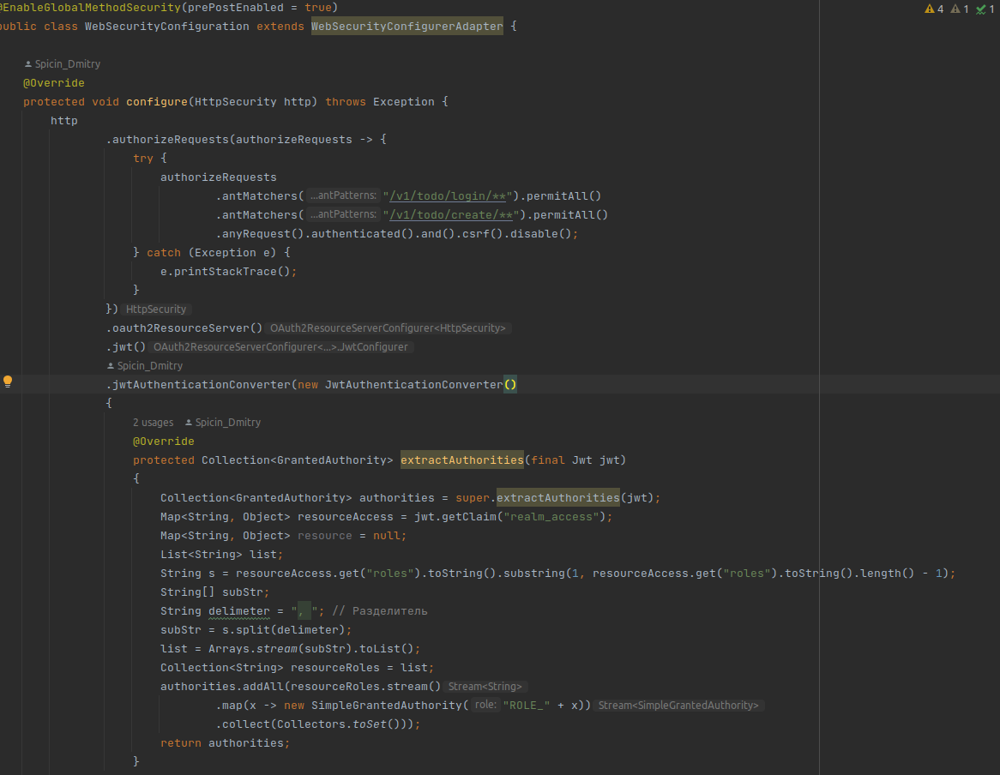 @EnableGlobalMethodSecurity(prePostEnabled = true)
4 1 1
public class WebSecurityConfiguration extends WebSecurityConfigurerAdapter {
Spicin_Dmitry
@Override
protected void configure(HttpSecurity http) throws Exception {
http
.authorizeRequests(authorizeRequests -> {
try {
authorizeRequests
.antMatchers( ...antPatterns: "/v1/todo/login/**").permitAll()
.antMatchers( ...antPatterns: "/v1/todo/create/**").permitAll()
.anyRequest().authenticated().and().csrf().disable();
} catch (Exception e) {
e.printStackTrace();
}
}) HttpSecurity
.oauth2ResourceServer() OAuth2ResourceServerConfigurer<HttpSecurity>
.jwt() OAuth2ResourceServerConfigurer<...>.JwtConfigurer
Spicin_Dmitry
.jwtAuthenticationConverter(new JwtAuthenticationConverter()
{
2 usages Spicin_Dmitry
@Override
protected Collection<GrantedAuthority> extractAuthorities(final Jwt jwt)
{
Collection<GrantedAuthority> authorities = super.extractAuthorities(jwt);
Map<String, Object> resourceAccess = jwt.getClaim("realm_access");
Map<String, Object> resource = null;
List<String> list;
String s = resourceAccess.get("roles").toString().substring(1, resourceAccess.get("roles").toString().length() - 1);
String[] subStr;
String delimeter = ", "; // Разделитель
subStr = s.split(delimeter);
list = Arrays.stream(subStr).toList();
Collection<String> resourceRoles = list;
authorities.addAll(resourceRoles.stream() Stream<String>
.map(x -> new SimpleGrantedAuthority( role: "ROLE_" + x)) Stream<SimpleGrantedAuthority>
.collect(Collectors.toSet()));
return authorities;
}